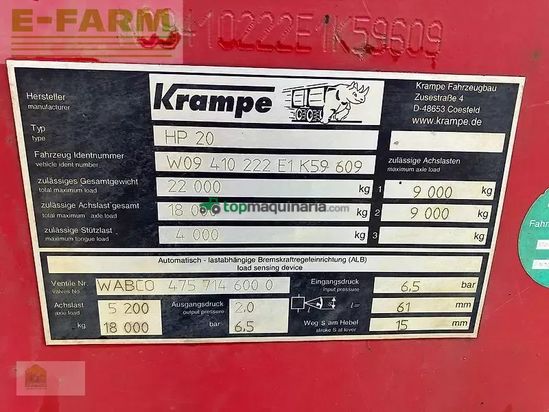 E-FARM
09410222E1K59609
Krampe
Hersteller
manufacturer
Krampe Fahrzeugbau
Zusestraße 4
D-48653 Coesfeld
www.krampe.de
Typ
type
HP 20
zulässige Achslasten
maximum axle load
Fahrzeug Identnummer
vehicle ident number
W09 410 222 E1 K59 609
zulässiges Gesamtgewicht
total maximum load
22 000 kg
1 9 000 kg
zulässige Achslast gesamt
total maximum axle load
18 000 kg
2 9 000 kg
zulässige Stützlast
maximum tongue load
4 000 kg
3 kg
topmaquinaria.com
Automatisch - lastabhängige Bremskraftregeleinrichtung (ALB)
load sensing device
Ventile Nr.
valves No.
WABCO 475 714 600 0
Eingangsdruck
input pressure
6,5 bar
Achslast
axle load
kg
5 200
18 000
Ausgangsdruck
output pressure
bar
2,0
6,5
l= 61 mm
Weg s am Hebel
stroke S at lever
15 mm
Fahr